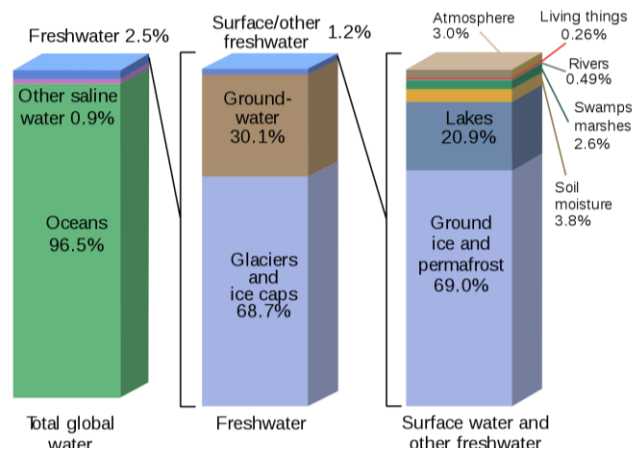 Freshwater 2.5%
Other saline
water 0.9%
Oceans
96.5%
Total global
water
Surface/other
freshwater 1.2%
Ground-
water
30.1%
Glaciers
and
ice caps
68.7%
Freshwater
Atmosphere
3.0%
Living things
0.26%
Rivers
0.49%
Swamps
marshes
2.6%
Soil
moisture
3.8%
Lakes
20.9%
Ground
ice and
permafrost
69.0%
Surface water and
other freshwater